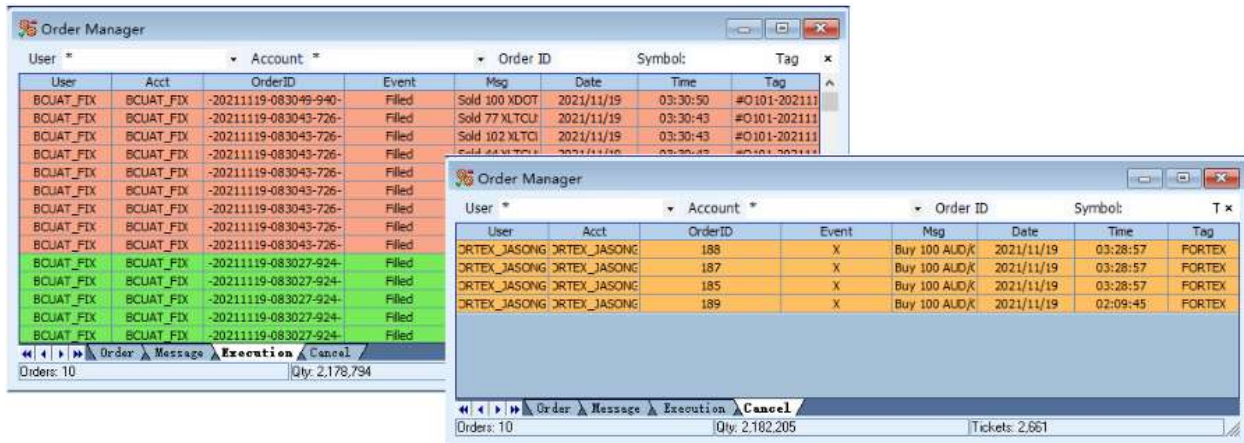 Order Manager
User * Account * Order ID Symbol: Tag
User Acct OrderID Event Msg Date Time Tag
BCUAT_FIX BCUAT_FIX -20211119-083049-940- Filled Sold 100 XDOT 2021/11/19 03:30:50 #O101-202111
BCUAT_FIX BCUAT_FIX -20211119-083043-726- Filled Sold 77 XLTCU 2021/11/19 03:30:43 #O101-202111
BCUAT_FIX BCUAT_FIX -20211119-083043-726- Filled Sold 102 XLTC 2021/11/19 03:30:43 #O101-202111
BCUAT_FIX BCUAT_FIX -20211119-083043-726- Filled
BCUAT_FIX BCUAT_FIX -20211119-083043-726- Filled
BCUAT_FIX BCUAT_FIX -20211119-083043-726- Filled
BCUAT_FIX BCUAT_FIX -20211119-083043-726- Filled
BCUAT_FIX BCUAT_FIX -20211119-083043-726- Filled
BCUAT_FIX BCUAT_FIX -20211119-083043-726- Filled
BCUAT_FIX BCUAT_FIX -20211119-083027-924- Filled
BCUAT_FIX BCUAT_FIX -20211119-083027-924- Filled
BCUAT_FIX BCUAT_FIX -20211119-083027-924- Filled
BCUAT_FIX BCUAT_FIX -20211119-083027-924- Filled
BCUAT_FIX BCUAT_FIX -20211119-083027-924- Filled
Order Message Execution Cancel
Orders: 10 Qty: 2,178,794
Order Manager
User * Account * Order ID Symbol: T
User Acct OrderID Event Msg Date Time Tag
ORTEX_JASONG ORTEX_JASONG 188 X Buy 100 AUD/ 2021/11/19 03:28:57 FORTEX
ORTEX_JASONG ORTEX_JASONG 187 X Buy 100 AUD/ 2021/11/19 03:28:57 FORTEX
ORTEX_JASONG ORTEX_JASONG 185 X Buy 100 AUD/ 2021/11/19 03:28:57 FORTEX
ORTEX_JASONG ORTEX_JASONG 189 X Buy 100 AUD/ 2021/11/19 02:09:45 FORTEX
Order Message Execution Cancel
Orders: 10 Qty: 2,182,205 Tickets: 2,661